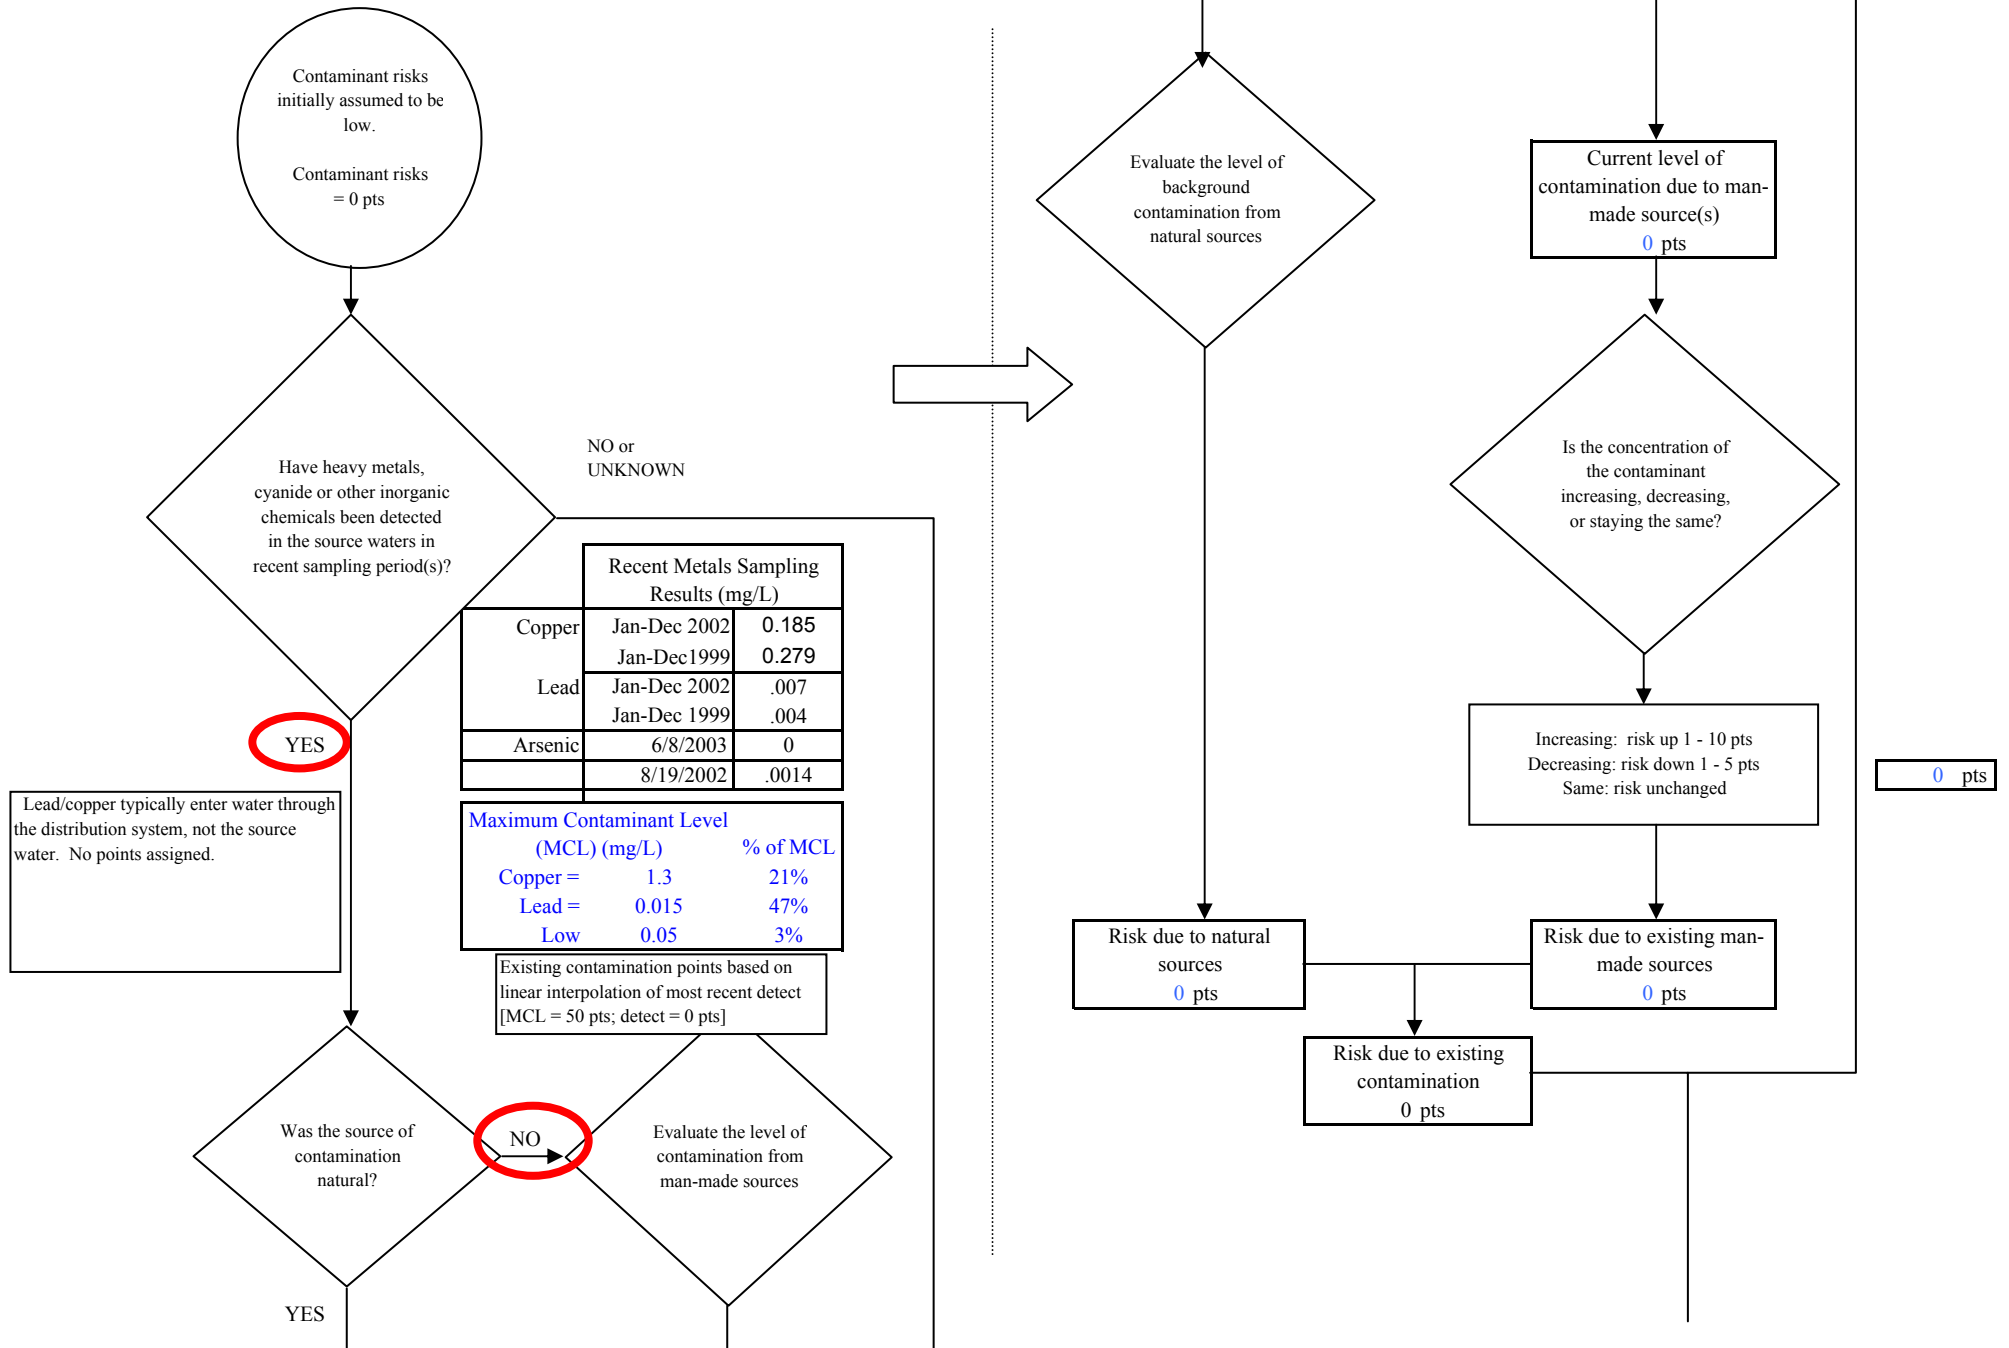 Contaminant risks
initially assumed to be
low.
Contaminant risks
= 0 pts
Have heavy metals,
cyanide or other inorganic
chemicals been detected
in the source waters in
recent sampling period(s)?
NO or
UNKNOWN
Recent Metals Sampling
Results (mg/L)
Copper Jan-Dec 2002 0.185
Jan-Dec1999 0.279
Lead Jan-Dec 2002 .007
Jan-Dec 1999 .004
Arsenic 6/8/2003 0
8/19/2002 .0014
YES
Lead/copper typically enter water through
the distribution system, not the source
water. No points assigned.
Maximum Contaminant Level
(MCL) (mg/L) % of MCL
Copper = 1.3 21%
Lead = 0.015 47%
Low 0.05 3%
Existing contamination points based on
linear interpolation of most recent detect
[MCL = 50 pts; detect = 0 pts]
Was the source of
contamination
natural?
NO
Evaluate the level of
contamination from
man-made sources
YES
Evaluate the level of
background
contamination from
natural sources
Current level of
contamination due to man-
made source(s)
0 pts
Is the concentration of
the contaminant
increasing, decreasing,
or staying the same?
Increasing: risk up 1 - 10 pts
Decreasing: risk down 1 - 5 pts
Same: risk unchanged
0 pts
Risk due to natural
sources
0 pts
Risk due to existing man-
made sources
0 pts
Risk due to existing
contamination
0 pts